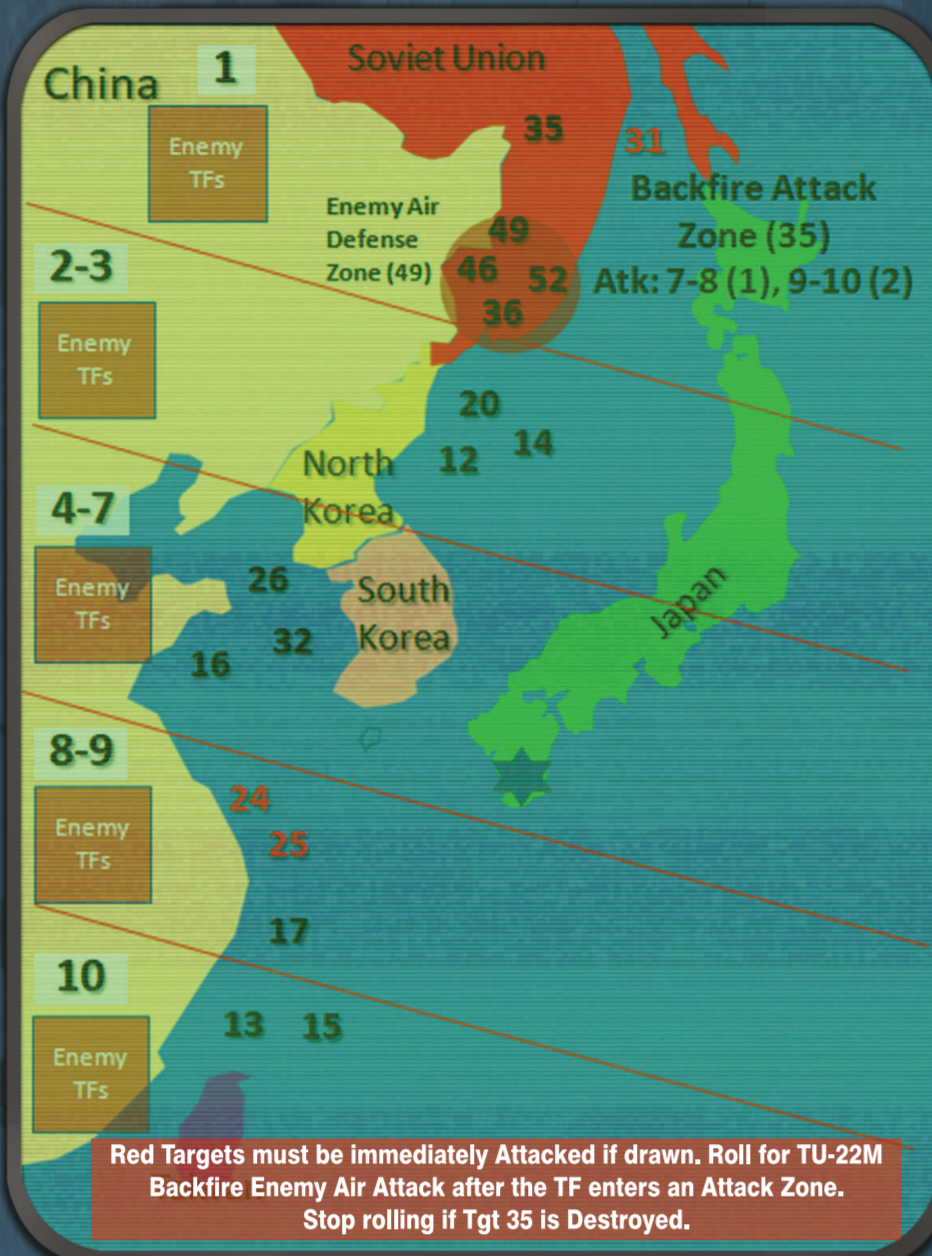 China
1
Soviet Union
Enemy
TFs
35
31
Backfire Attack
Zone (35)
Atk: 7-8 (1), 9-10 (2)
Enemy Air
Defense
Zone (49)
49
46
52
36
2-3
Enemy
TFs
20
14
12
North
Korea
4-7
Enemy
TFs
26
32
16
South
Korea
Japan
8-9
Enemy
TFs
24
25
17
10
Enemy
TFs
13
15
Red Targets must be immediately Attacked if drawn. Roll for TU-22M
Backfire Enemy Air Attack after the TF enters an Attack Zone.
Stop rolling if Tgt 35 is Destroyed.